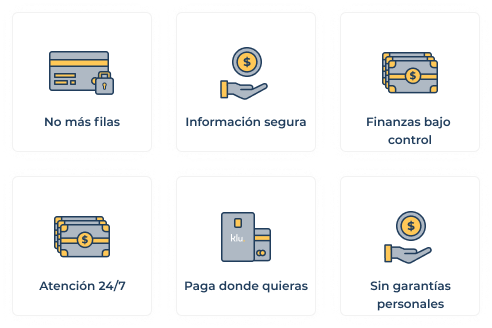 $
$
No más filas
Información segura
Finanzas bajo
control
$
klu.
$
Atención 24/7
Paga donde quieras
Sin garantías
personales